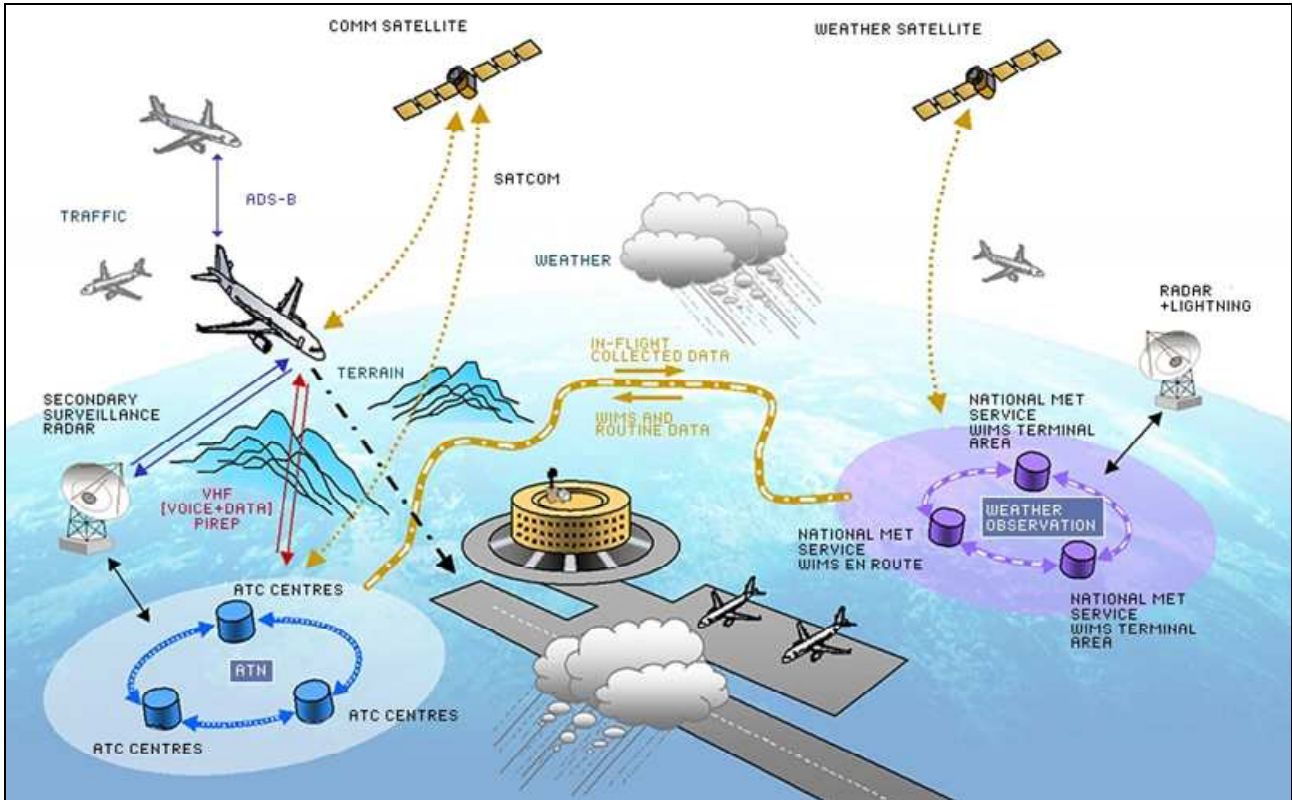 COMM SATELLITE
WEATHER SATELLITE
SATCOM
ADS-B
TRAFFIC
WEATHER
RADAR
+LIGHTNING
IN-FLIGHT
COLLECTED DATA
TERRAIN
SECONDARY
SURVEILLANCE
RADAR
WIMS AND
ROUTINE DATA
NATIONAL MET
SERVICE
WIMS TERMINAL
AREA
VHF
[VOICE+DATA]
PIREP
WEATHER
OBSERVATION
NATIONAL MET
SERVICE
WIMS EN ROUTE
ATC CENTRES
NATIONAL MET
SERVICE
WIMS TERMINAL
AREA
ATN
ATC CENTRES
ATC CENTRES